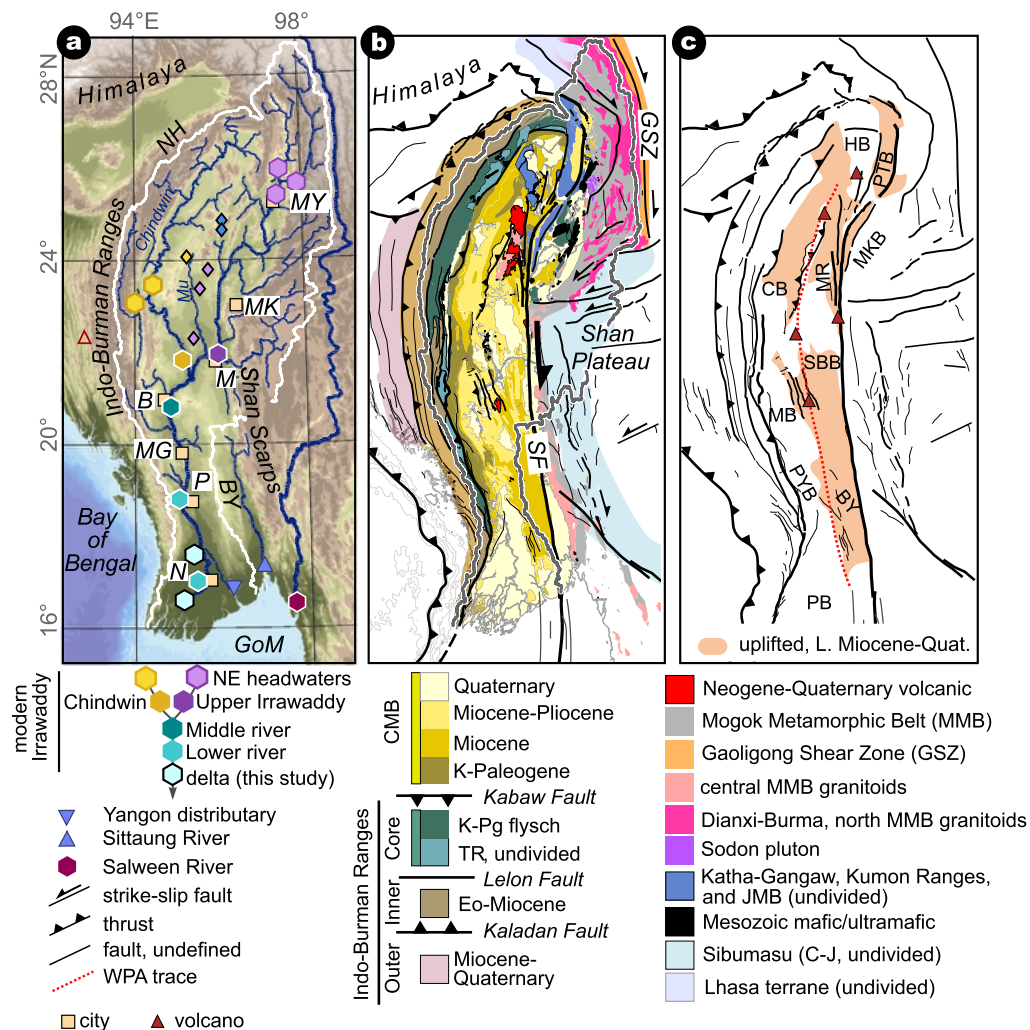 94°E
98°
a
b
c
28°N
24°
20°
16°
Himalaya
NH
Indo-Burman Ranges
Chindwin
Mu
MY
MK
M
B
MG
P
BY
Shan Scarps
Bay
of
Bengal
N
GoM
Himalaya
GSZ
Shan
Plateau
SF
HB
PTB
MKB
MR
CB
SBB
MB
PYB
BY
PB
uplifted, L. Miocene-Quat.
modern
Irrawaddy
NE headwaters
Chindwin
Upper Irrawaddy
Middle river
Lower river
delta (this study)
Yangon distributary
Sittaung River
Salween River
strike-slip fault
thrust
fault, undefined
WPA trace
city
volcano
CMB
Quaternary
Miocene-Pliocene
Miocene
K-Paleogene
Kabaw Fault
Indo-Burman Ranges
Core
K-Pg flysch
TR, undivided
Lelon Fault
Inner
Eo-Miocene
Kaladan Fault
Outer
Miocene-
Quaternary
Neogene-Quaternary volcanic
Mogok Metamorphic Belt (MMB)
Gaoligong Shear Zone (GSZ)
central MMB granitoids
Dianxi-Burma, north MMB granitoids
Sodon pluton
Katha-Gangaw, Kumon Ranges,
and JMB (undivided)
Mesozoic mafic/ultramafic
Sibumasu (C-J, undivided)
Lhasa terrane (undivided)